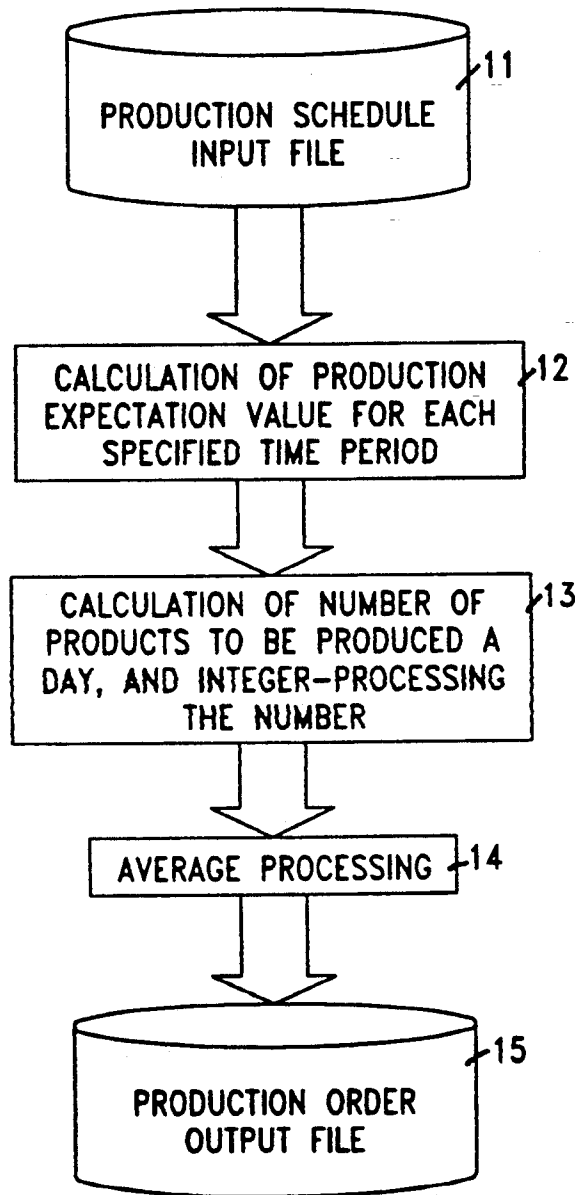 11
PRODUCTION SCHEDULE
INPUT FILE
12
CALCULATION OF PRODUCTION
EXPECTATION VALUE FOR EACH
SPECIFIED TIME PERIOD
13
CALCULATION OF NUMBER OF
PRODUCTS TO BE PRODUCED A
DAY, AND INTEGER-PROCESSING
THE NUMBER
AVERAGE PROCESSING
14
15
PRODUCTION ORDER
OUTPUT FILE